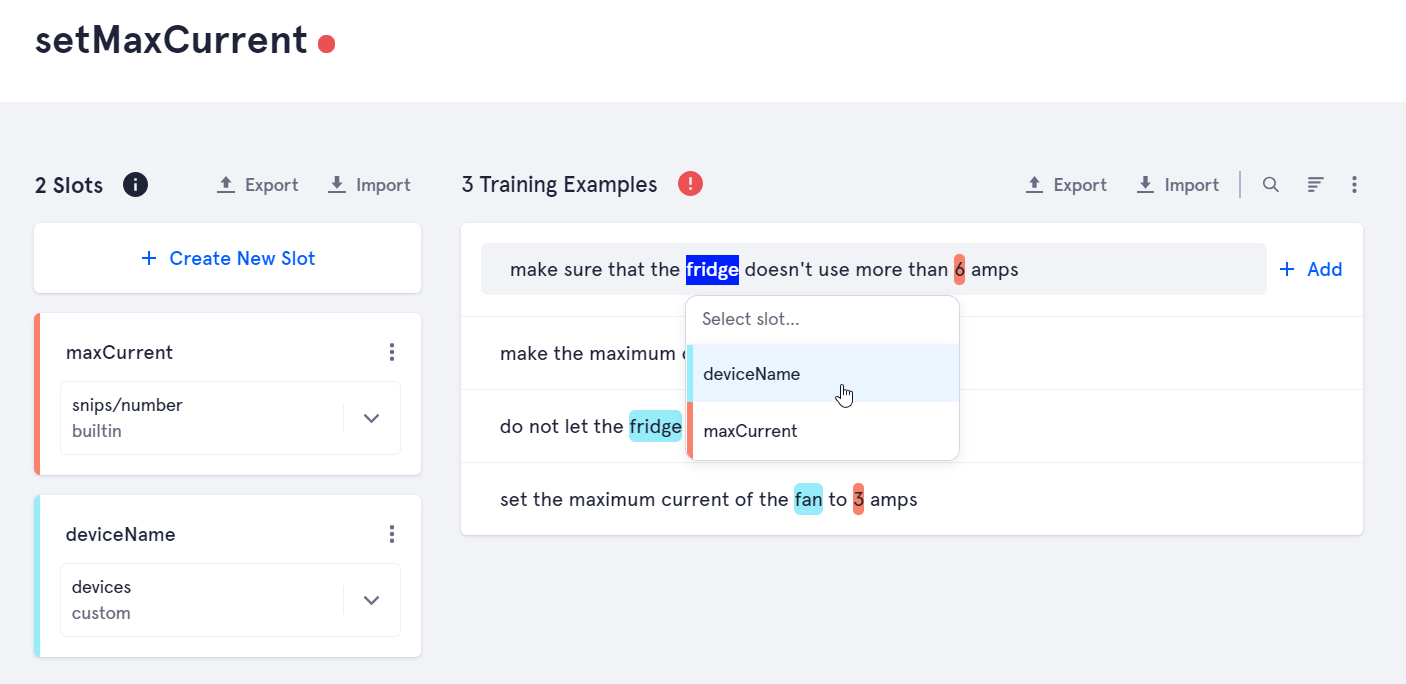 setMaxCurrent
2 Slots
Export
Import
Create New Slot
maxCurrent
snips/number
builtin
deviceName
devices
custom
3 Training Examples
Export
Import
make sure that the fridge doesn't use more than 6 amps
+ Add
Select slot...
deviceName
maxCurrent
make the maximum
do not let the fridge
set the maximum current of the fan to 3 amps